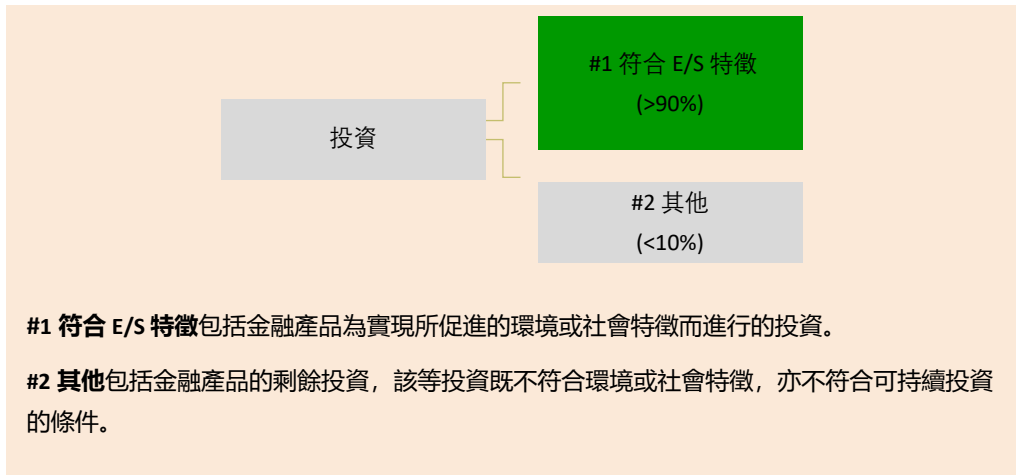 #1 符合 E/S 特徵
(>90%)
投資
#2 其他
(<10%)
#1 符合 E/S 特徵包括金融產品為實現所促進的環境或社會特徵而進行的投資。
#2 其他包括金融產品的剩餘投資，該等投資既不符合環境或社會特徵，亦不符合可持續投資
的條件。